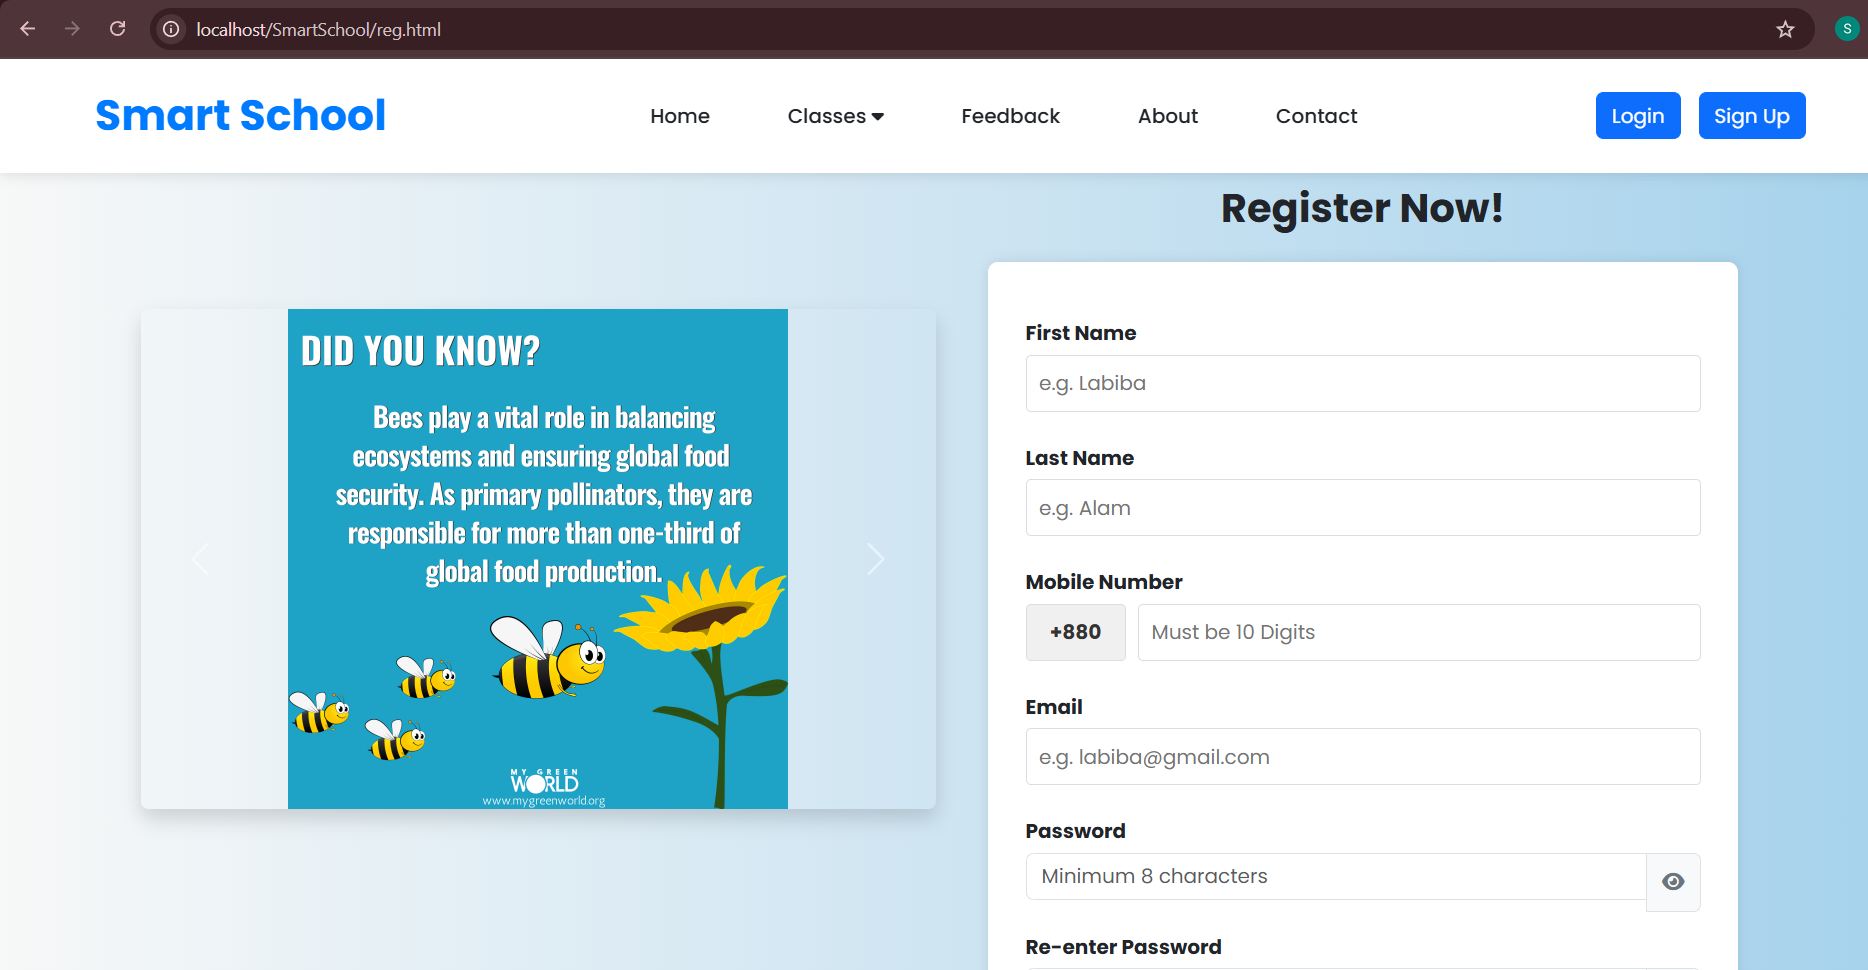 localhost/SmartSchool/reg.html
S
Smart School
Home
Classes
Feedback
About
Contact
Login
Sign Up
Register Now!
DID YOU KNOW?
Bees play a vital role in balancing
ecosystems and ensuring global food
security. As primary pollinators, they are
responsible for more than one-third of
global food production.
MY GREEN
WORLD
www.mygreenworld.org
First Name
e.g. Labiba
Last Name
e.g. Alam
Mobile Number
+880
Must be 10 Digits
Email
e.g. labiba@gmail.com
Password
Minimum 8 characters
Re-enter Password